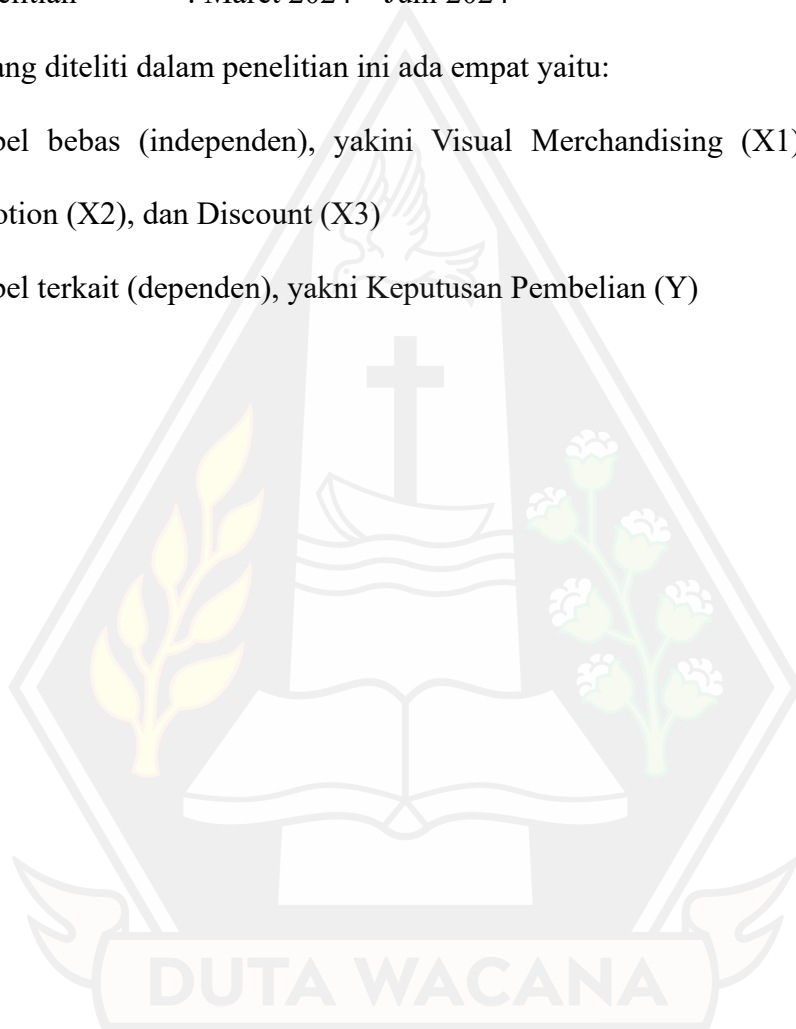 : Maret 2024 – Juni 2024
ang diteliti dalam penelitian ini ada empat yaitu:
bel bebas (independen), yakini Visual Merchandising (X1)
otion (X2), dan Discount (X3)
bel terkait (dependen), yakni Keputusan Pembelian (Y)
DUTA WACANA